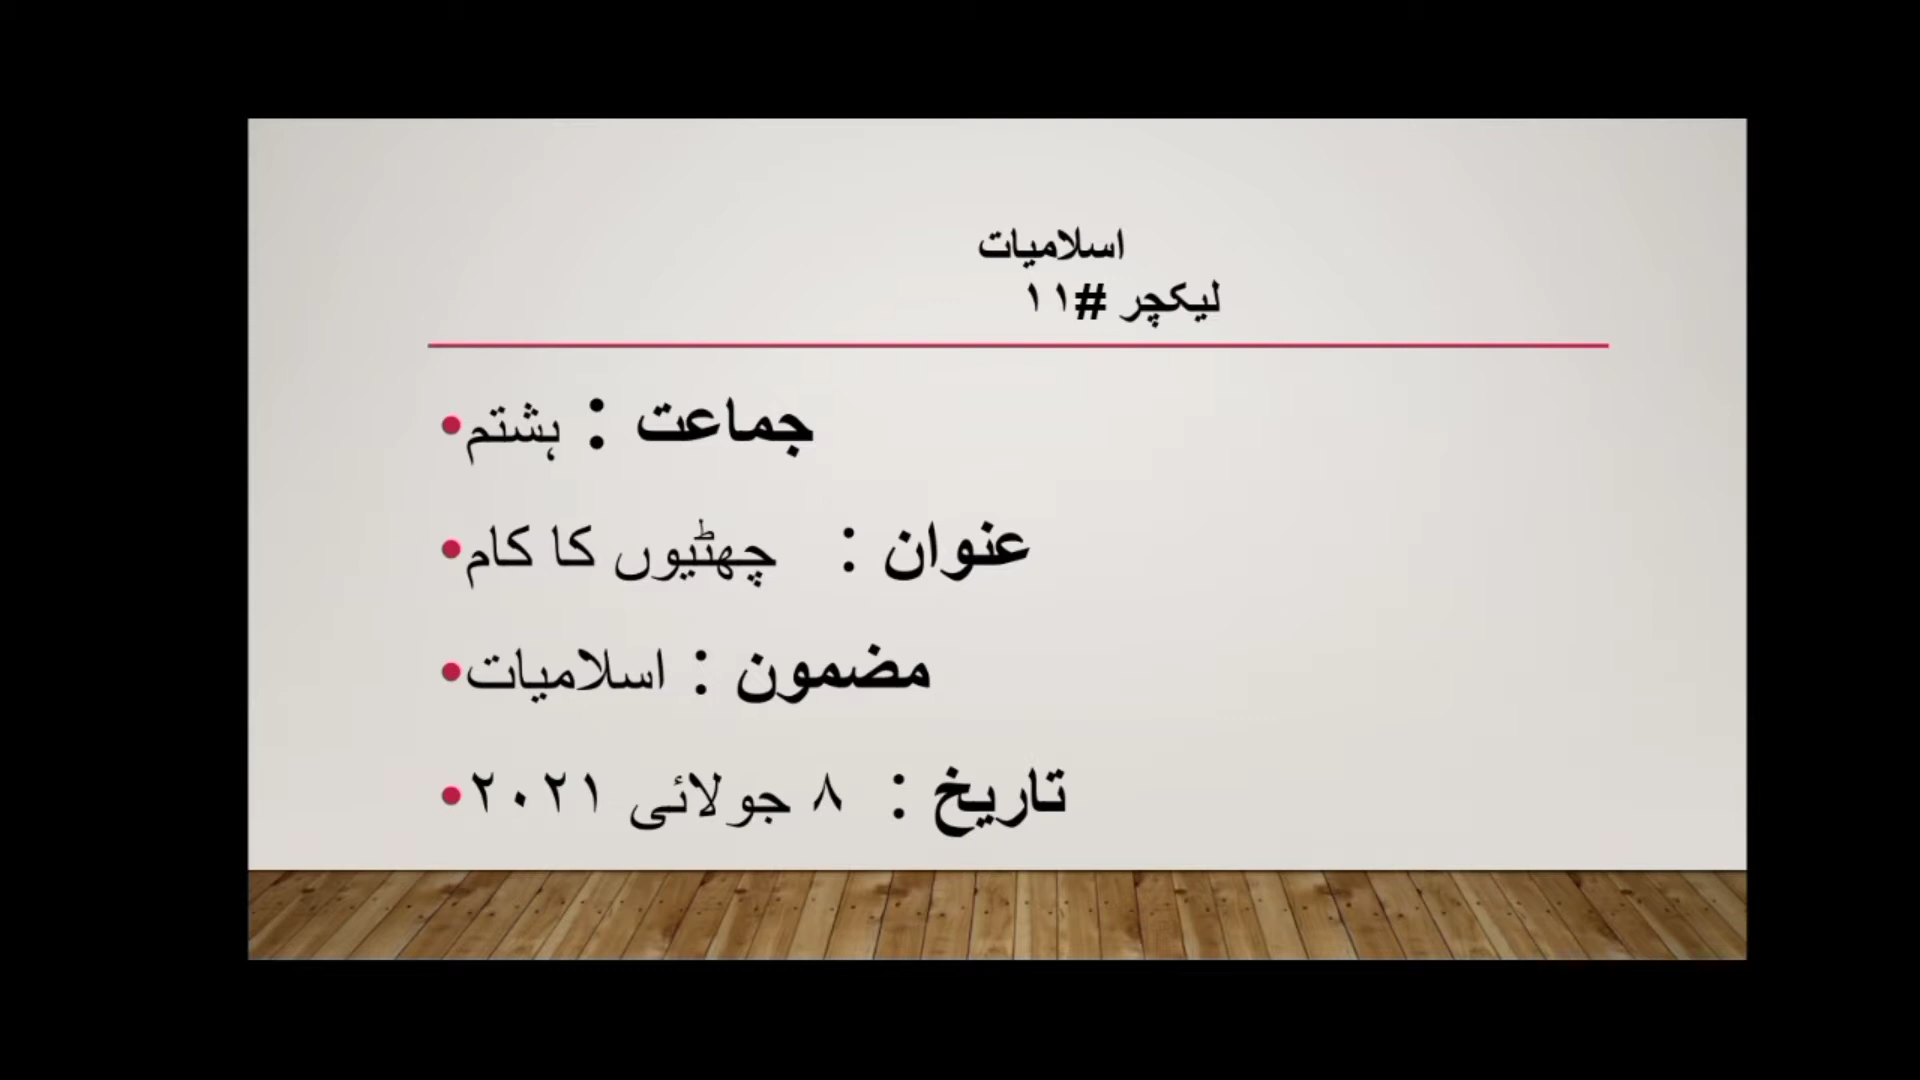 اسلامیات
لیکچر #۱۱
جماعت : ہشتم
عنوان : چھٹیوں کا کام
مضمون : اسلامیات
تاریخ : ۸ جولائی ۲۰۲۱